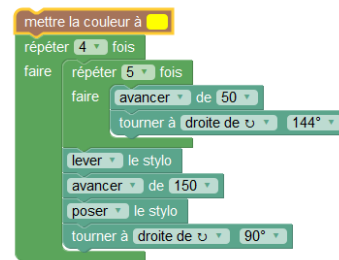 mettre la couleur à
répéter 4 fois
faire répéter 5 fois
faire avancer de 50
tourner à droite de ↻ 144°
lever le stylo
avancer de 150
poser le stylo
tourner à droite de ↻ 90°